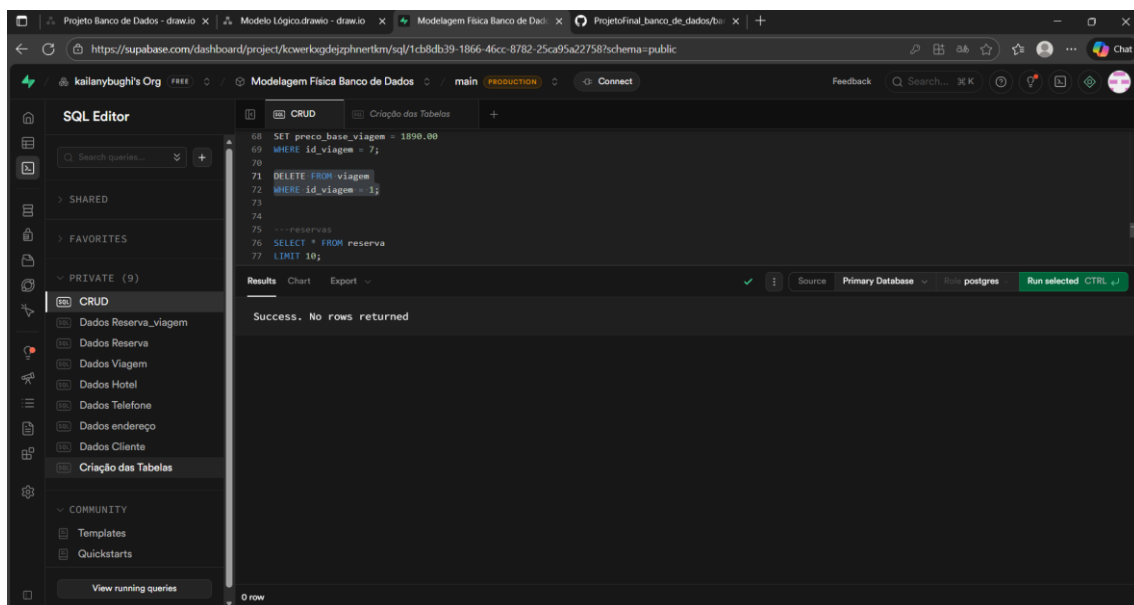 Projeto Banco de Dados - draw.io
Modelo Lógico.drawio - draw.io
Modelagem Física Banco de Dado
ProjetoFinal_banco_de_dados/bar
https://supabase.com/dashboard/project/kcwerkxgdejzphnertkm/sql/1cb8db39-1866-46cc-8782-25ca95a22758?schema=public
Chat
kailanybughi's Org FREE / Modelagem Física Banco de Dados / main PRODUCTION Connect
Feedback Search... ⌘K
SQL Editor
CRUD Criação das Tabelas +
Search queries...
SHARED
FAVORITES
PRIVATE (9)
CRUD
Dados Reserva_viagem
Dados Reserva
Dados Viagem
Dados Hotel
Dados Telefone
Dados endereço
Dados Cliente
Criação das Tabelas
COMMUNITY
Templates
Quickstarts
View running queries
68 SET preco_base_viagem = 1890.00
69 WHERE id_viagem = 7;
70
71 DELETE FROM viagem
72 WHERE id_viagem = 1;
73
74
75 ---reservas
76 SELECT * FROM reserva
77 LIMIT 10;
Results Chart Export
Source Primary Database Role postgres Run selected CTRL
Success. No rows returned
0 row